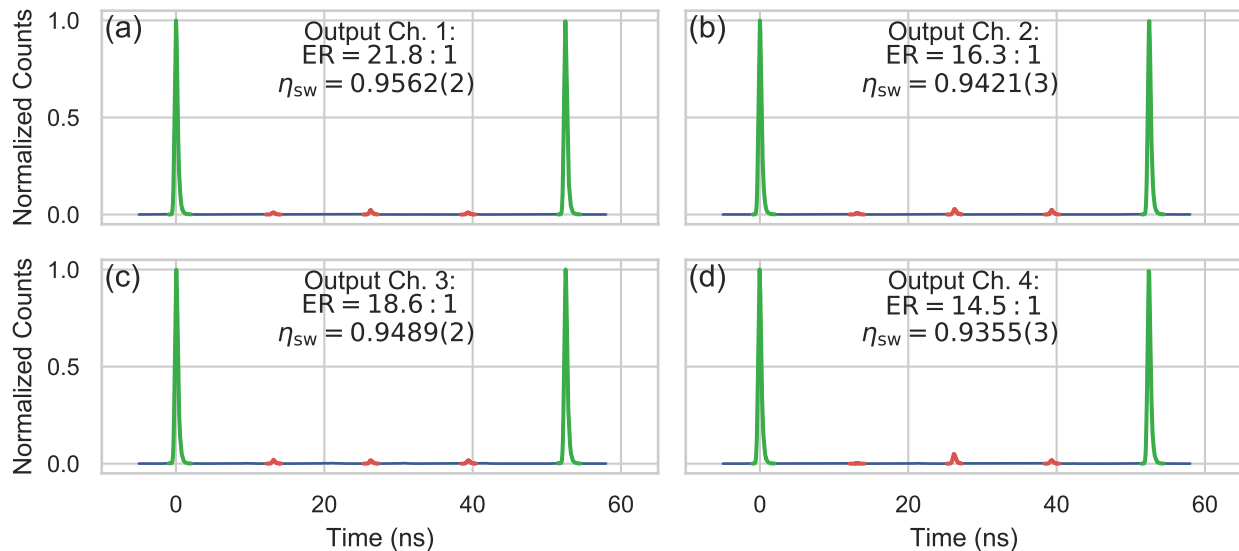 (a)
Output Ch. 1:
ER = 21.8 : 1
η_sw = 0.9562(2)
(b)
Output Ch. 2:
ER = 16.3 : 1
η_sw = 0.9421(3)
Normalized Counts
1.0
0.5
0.0
(c)
Output Ch. 3:
ER = 18.6 : 1
η_sw = 0.9489(2)
(d)
Output Ch. 4:
ER = 14.5 : 1
η_sw = 0.9355(3)
Normalized Counts
1.0
0.5
0.0
0 20 40 60
0 20 40 60
Time (ns)
Time (ns)